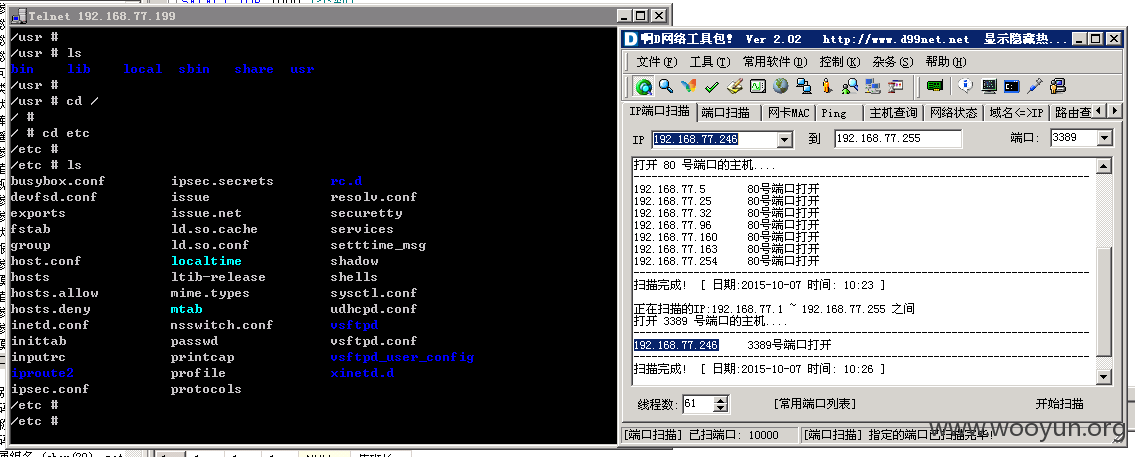 Telnet 192.168.77.199
/usr #
/usr # ls
bin lib local sbin share usr
/usr #
/usr # cd /
/ #
/ # cd etc
/etc #
/etc # ls
busybox.conf ipsec.secrets rc.d
devfsd.conf issue resolv.conf
exports issue.net securetty
fstab ld.so.cache services
group ld.so.conf setttime_msg
host.conf localtime shadow
hosts ltib-release shells
hosts.allow mime.types sysctl.conf
hosts.deny mtab udhcpd.conf
inetd.conf nsswitch.conf vsftpd
inittab passwd vsftpd.conf
inputrc printcap vsftpd_user_config
iproute2 profile xinetd.d
ipsec.conf protocols
/etc #
/etc #
啊D网络工具包! Ver 2.02 http://www.d99net.net 显示隐藏热...
文件(F) 工具(T) 常用软件(D) 控制(K) 杂务(S) 帮助(H)
IP端口扫描 端口扫描 网卡MAC Ping 主机查询 网络状态 域名<=>IP 路由查
IP 192.168.77.246 到 192.168.77.255 端口: 3389
打开 80 号端口的主机....
192.168.77.5 80号端口打开
192.168.77.25 80号端口打开
192.168.77.32 80号端口打开
192.168.77.96 80号端口打开
192.168.77.160 80号端口打开
192.168.77.163 80号端口打开
192.168.77.254 80号端口打开
扫描完成! [ 日期:2015-10-07 时间: 10:23 ]
正在扫描的IP:192.168.77.1 ~ 192.168.77.255 之间
打开 3389 号端口的主机....
192.168.77.246 3389号端口打开
扫描完成! [ 日期:2015-10-07 时间: 10:26 ]
线程数: 61 [常用端口列表] 开始扫描
[端口扫描] 已扫端口: 10000 [端口扫描] 指定的端口已扫描完毕!
www.wooyun.org